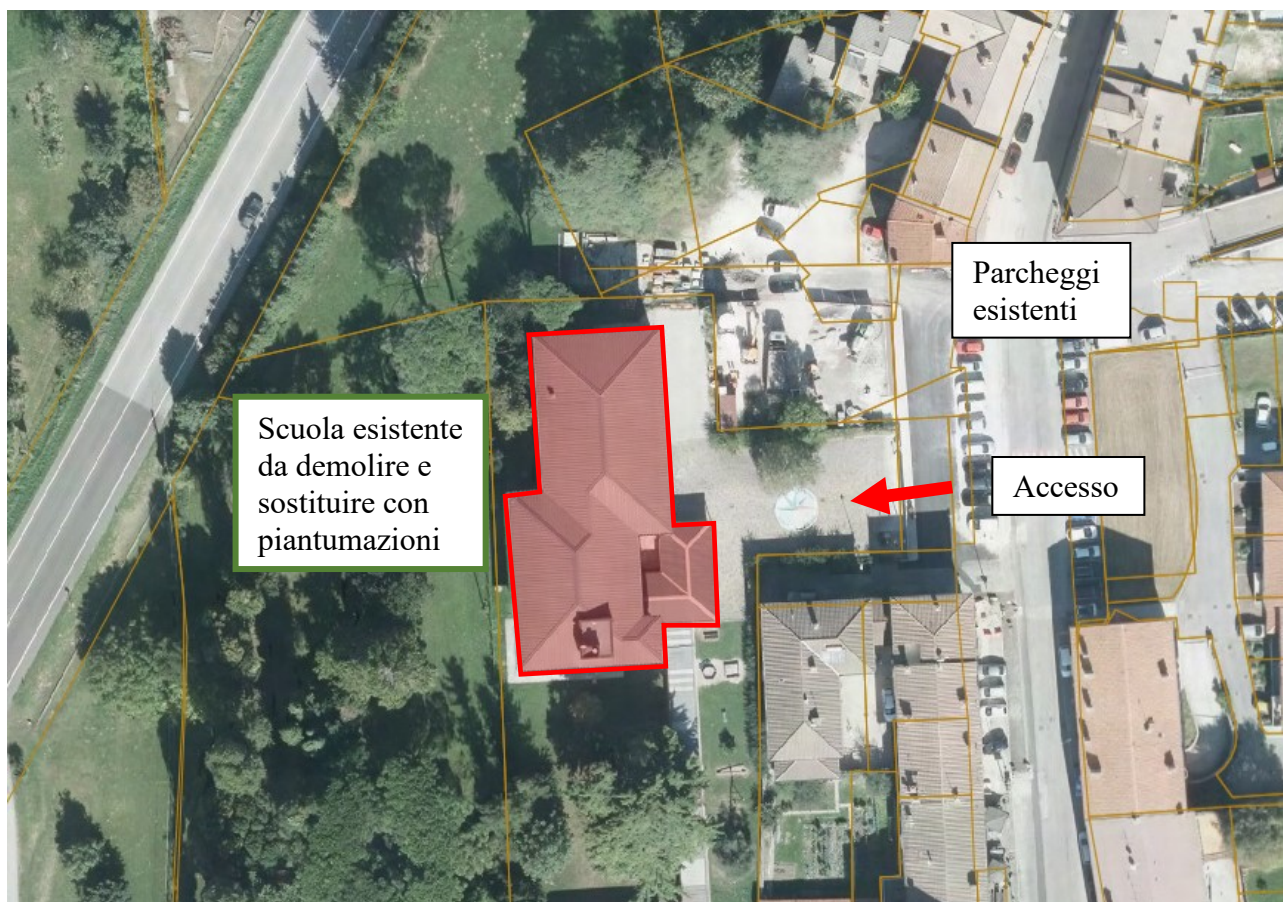 Parcheggi
esistenti
Scuola esistente
da demolire e
sostituire con
piantumazioni
Accesso